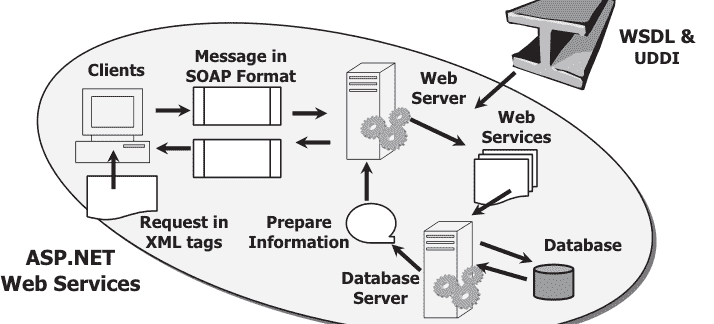 WSDL &
UDDI
Clients
Message in
SOAP Format
Web
Server
Web
Services
Request in
XML tags
Prepare
Information
Database
ASP.NET
Web Services
Database
Server